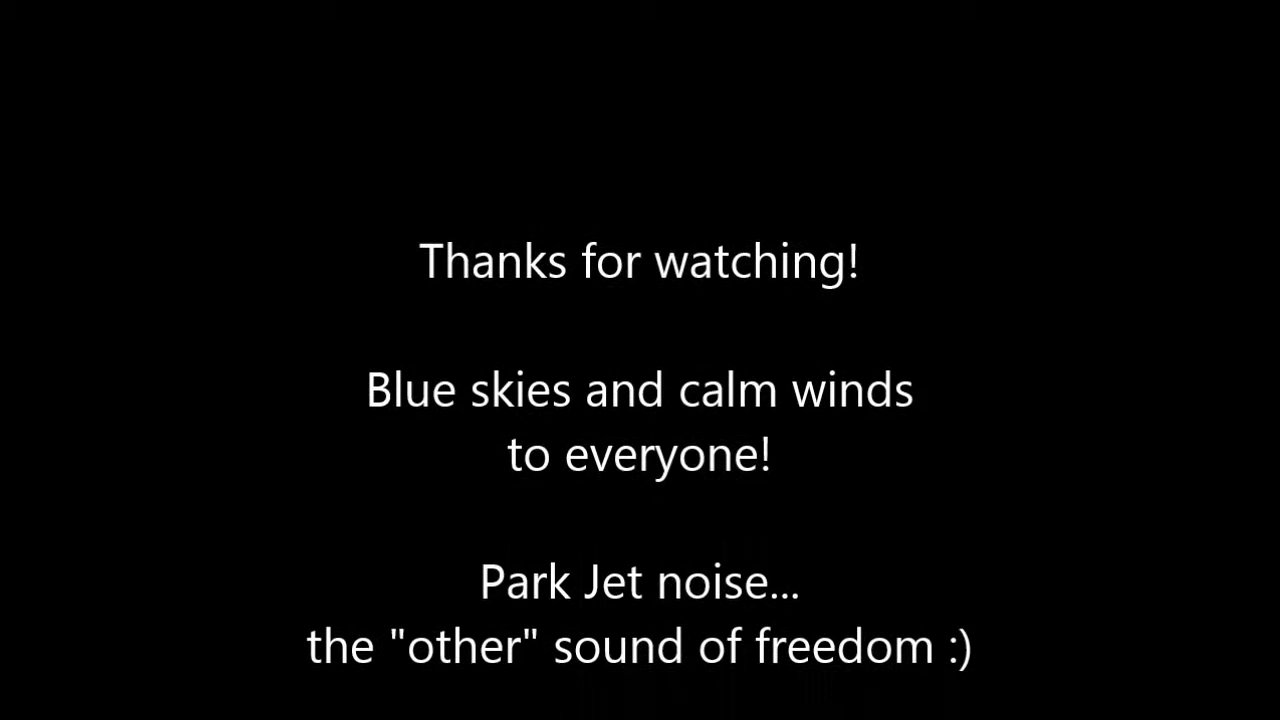 Thanks for watching!
Blue skies and calm winds
to everyone!
Park Jet noise...
the "other" sound of freedom :)